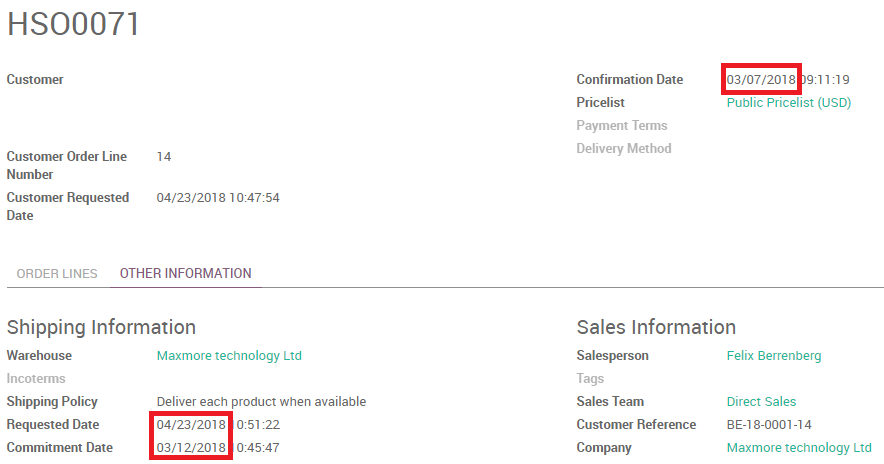 HSO0071
Customer
Confirmation Date 03/07/2018 09:11:19
Pricelist Public Pricelist (USD)
Payment Terms
Delivery Method
Customer Order Line 14
Number
Customer Requested 04/23/2018 10:47:54
Date
ORDER LINES OTHER INFORMATION
Shipping Information
Warehouse Maxmore technology Ltd
Incoterms
Shipping Policy Deliver each product when available
Requested Date 04/23/2018 10:51:22
Commitment Date 03/12/2018 10:45:47
Sales Information
Salesperson Felix Berrenberg
Tags
Sales Team Direct Sales
Customer Reference BE-18-0001-14
Company Maxmore technology Ltd